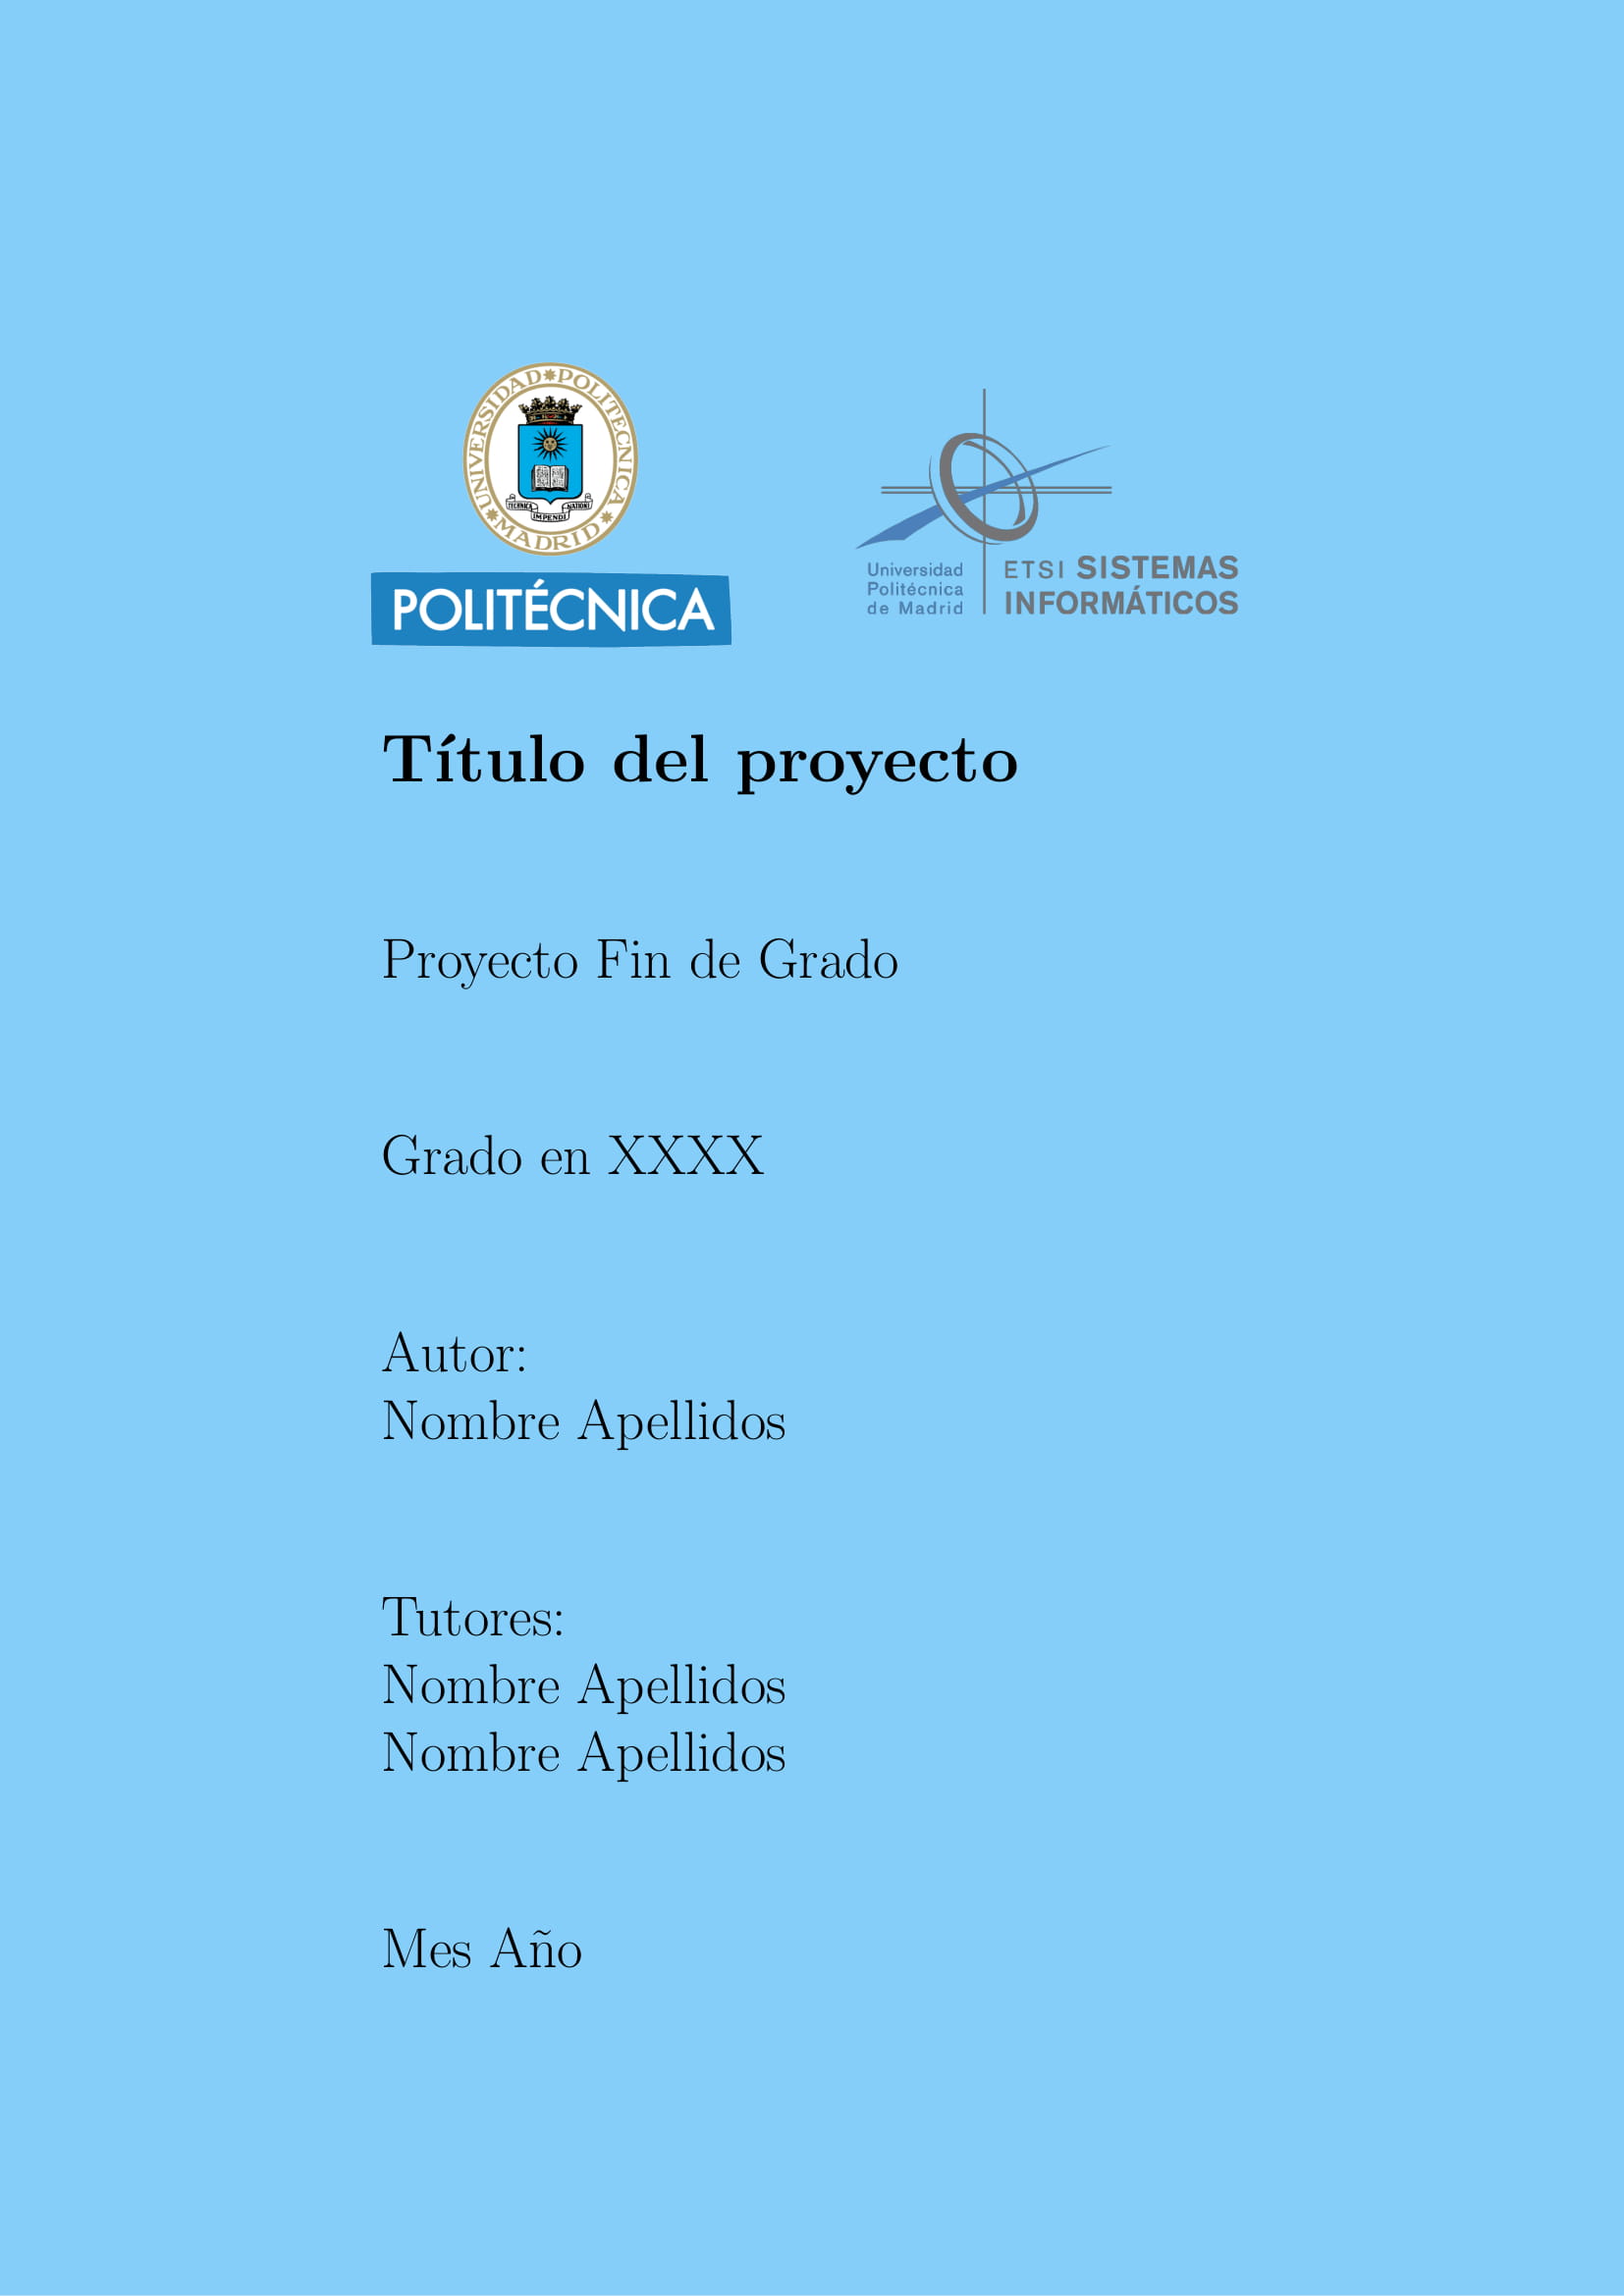 UNIVERSIDAD POLITECNICA
MADRID
TECHNICA IMPENDI NATIONI
POLITÉCNICA
Universidad
Politécnica
de Madrid
ETSI SISTEMAS
INFORMÁTICOS
Título del proyecto
Proyecto Fin de Grado
Grado en XXXX
Autor:
Nombre Apellidos
Tutores:
Nombre Apellidos
Nombre Apellidos
Mes Año